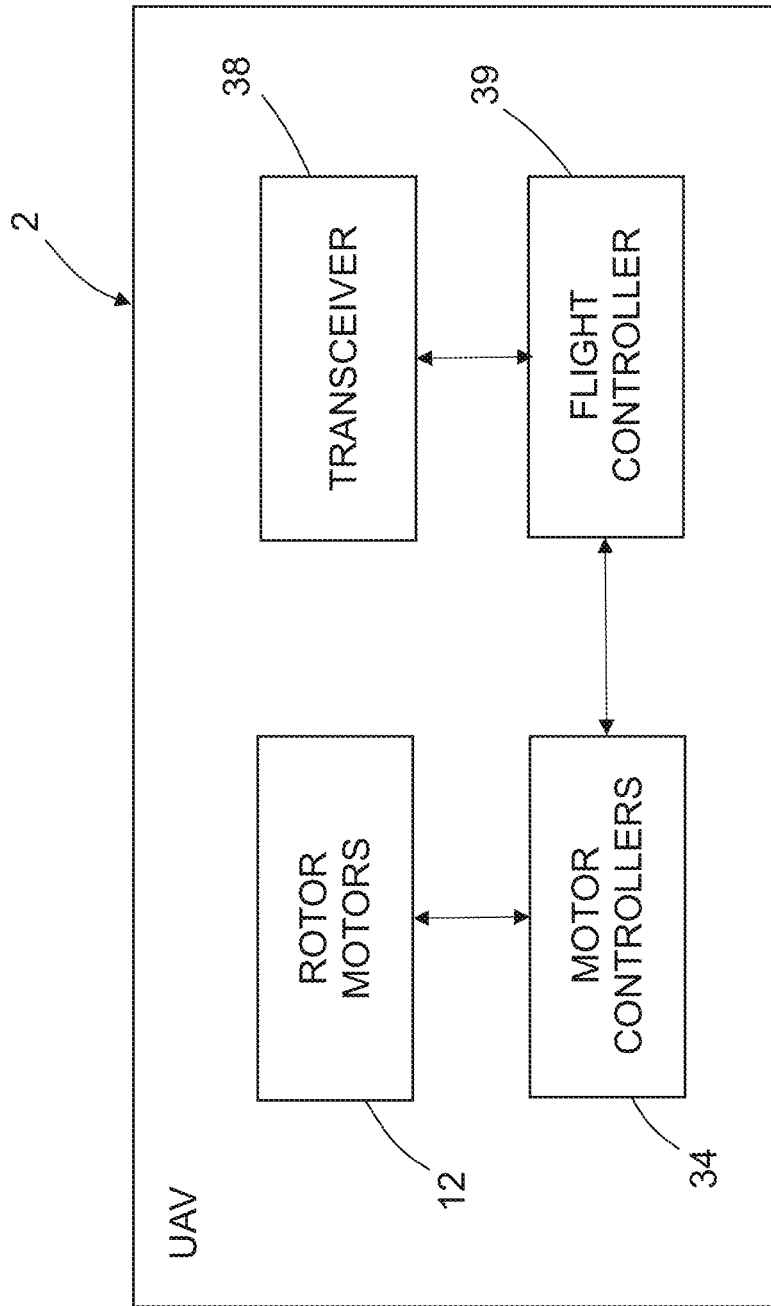 2
UAV
ROTOR
MOTORS
12
TRANSCEIVER
38
MOTOR
CONTROLLERS
34
FLIGHT
CONTROLLER
39